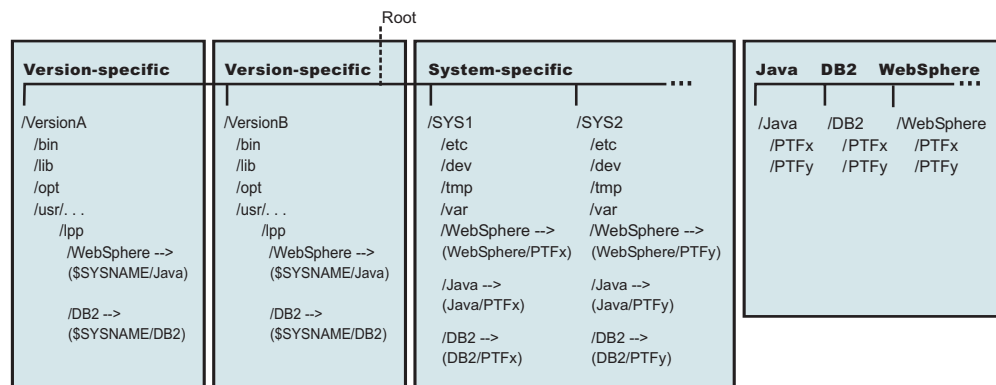 Root
Version-specific
/VersionA
/bin
/lib
/opt
/usr/. . .
/lpp
/WebSphere -->
($SYSNAME/Java)
/DB2 -->
($SYSNAME/DB2)
Version-specific
/VersionB
/bin
/lib
/opt
/usr/. . .
/lpp
/WebSphere -->
($SYSNAME/Java)
/DB2 -->
($SYSNAME/DB2)
System-specific
/SYS1
/etc
/dev
/tmp
/var
/WebSphere -->
(WebSphere/PTFx)
/Java -->
(Java/PTFx)
/DB2 -->
(DB2/PTFx)
/SYS2
/etc
/dev
/tmp
/var
/WebSphere -->
(WebSphere/PTFy)
/Java -->
(Java/PTFy)
/DB2 -->
(DB2/PTFy)
Java DB2 WebSphere
/Java
/PTFx
/PTFy
/DB2
/PTFx
/PTFy
/WebSphere
/PTFx
/PTFy